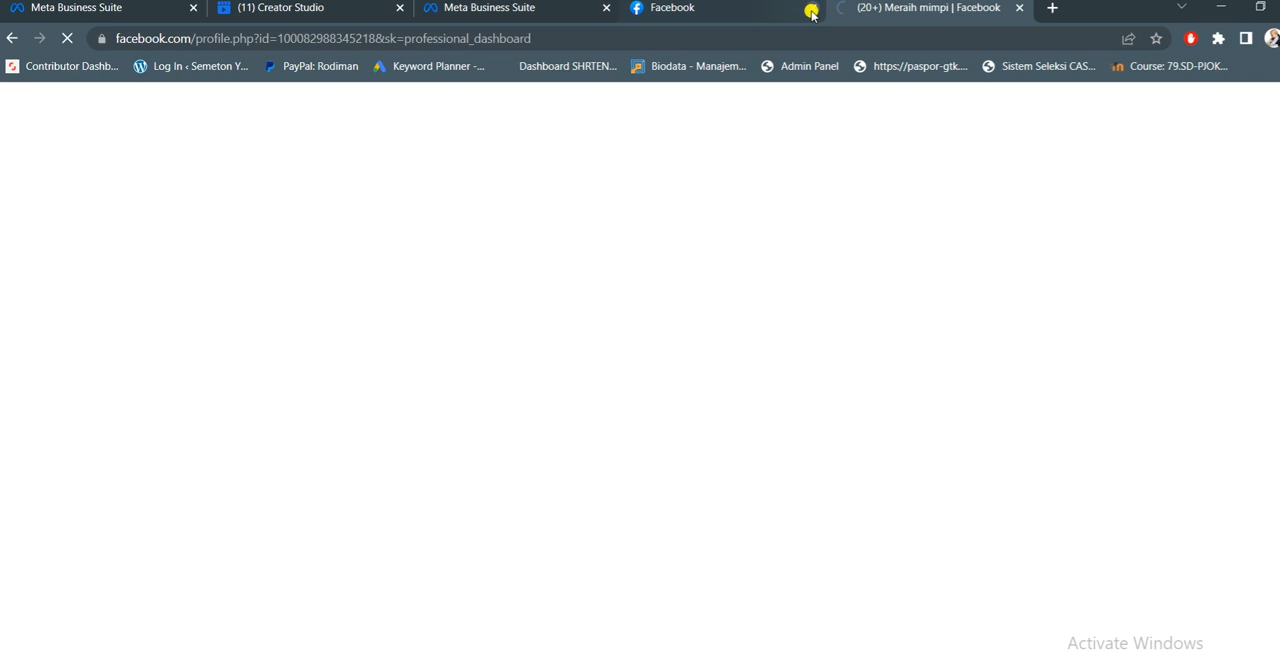 Meta Business Suite (11) Creator Studio Meta Business Suite Facebook (20+) Meraih mimpi | Facebook
facebook.com/profile.php?id=100082988345218&sk=professional_dashboard
Contributor Dashb... Log In ‹ Semeton Y... PayPal: Rodiman Keyword Planner -... Dashboard SHRTEN... Biodata - Manajem... Admin Panel https://paspor-gtk.... Sistem Seleksi CAS... Course: 79.SD-PJOK...
Activate Windows